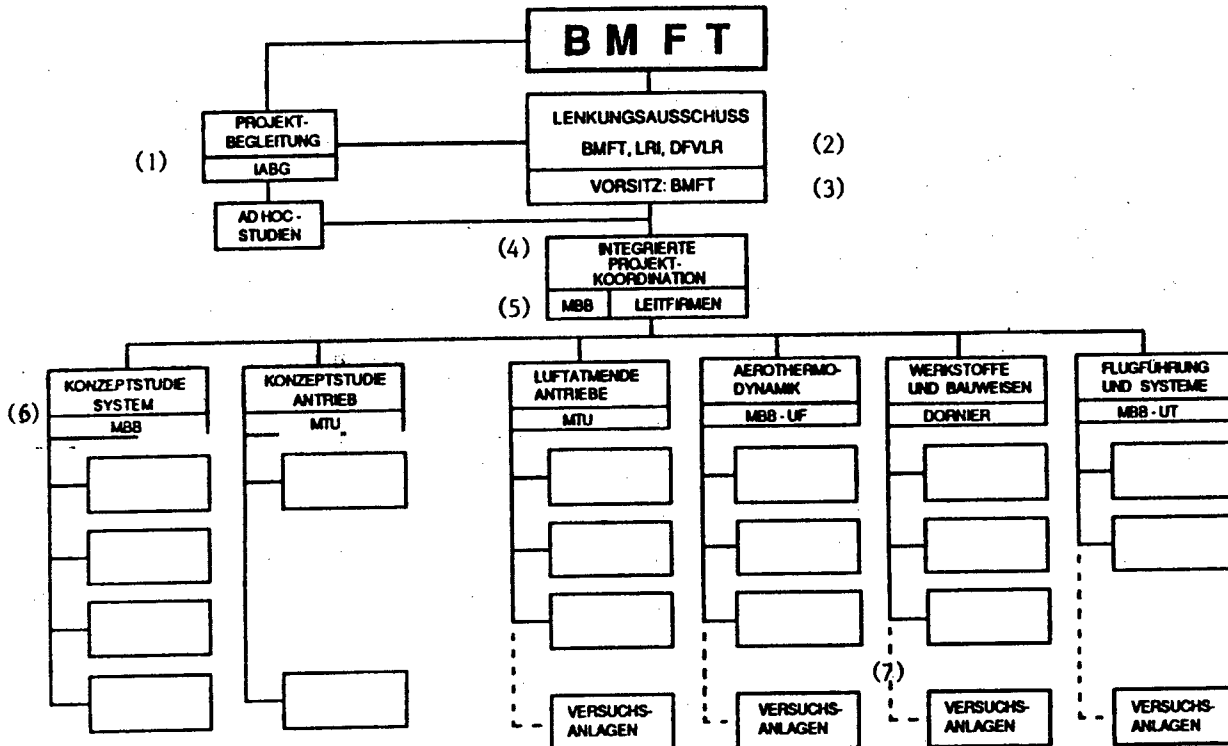 BMFT
PROJEKT-
BEGLEITUNG
IABG
(1)
LENKUNGSAUSSCHUSS
BMFT, LRI, DFVLR
(2)
VORSITZ: BMFT
(3)
AD HOC-
STUDIEN
(4)
INTEGRIERTE
PROJEKT-
KOORDINATION
(5)
MBB
LEITFIRMEN
(6)
KONZEPTSTUDIE
SYSTEM
MBB
KONZEPTSTUDIE
ANTRIEB
MTU
LUFTATMENDE
ANTRIEBE
MTU
AEROTHERMO-
DYNAMIK
MBB - UF
WERKSTOFFE
UND BAUWEISEN
DORNIER
FLUGFÜHRUNG
UND SYSTEME
MBB - UT
(7)
VERSUCHS-
ANLAGEN
VERSUCHS-
ANLAGEN
VERSUCHS-
ANLAGEN
VERSUCHS-
ANLAGEN